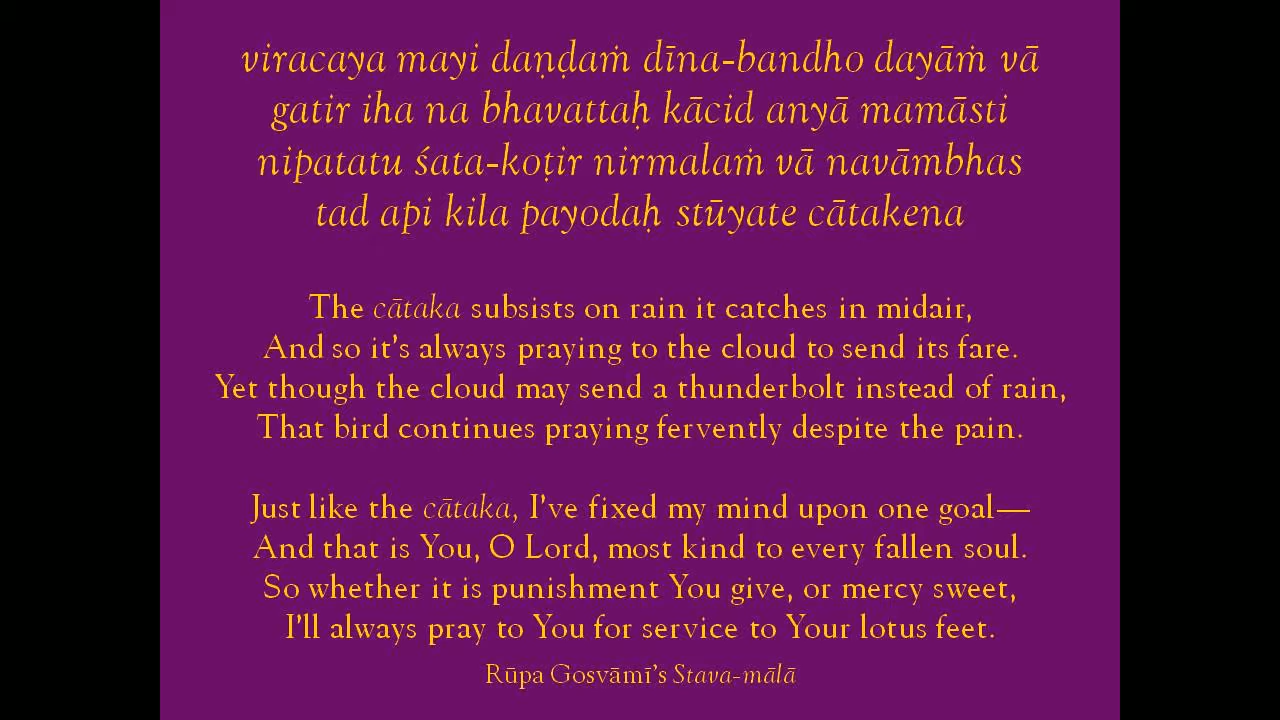 viracaya mayi daṇḍaṁ dīna-bandho dayāṁ vā
gatir iha na bhavattaḥ kācid anyā mamāsti
nipatatu śata-koṭir nirmalaṁ vā navāmbhas
tad api kila payodaḥ stūyate cātakena
The cātaka subsists on rain it catches in midair,
And so it's always praying to the cloud to send its fare.
Yet though the cloud may send a thunderbolt instead of rain,
That bird continues praying fervently despite the pain.
Just like the cātaka, I've fixed my mind upon one goal—
And that is You, O Lord, most kind to every fallen soul.
So whether it is punishment You give, or mercy sweet,
I'll always pray to You for service to Your lotus feet.
Rūpa Gosvāmī's Stava-mālā